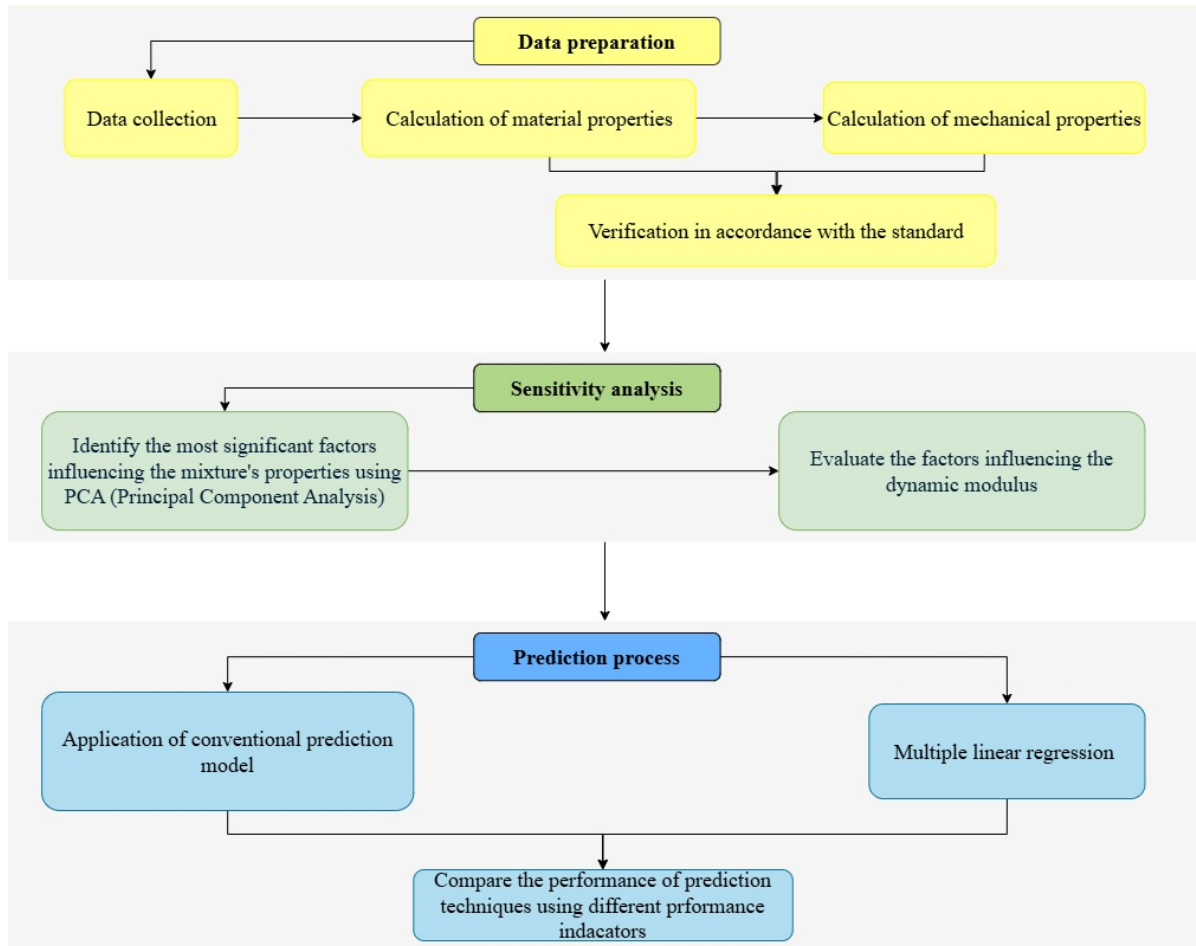 Data preparation
Data collection
Calculation of material properties
Calculation of mechanical properties
Verification in accordance with the standard
Sensitivity analysis
Identify the most significant factors
influencing the mixture's properties using
PCA (Principal Component Analysis)
Evaluate the factors influencing the
dynamic modulus
Prediction process
Application of conventional prediction
model
Multiple linear regression
Compare the performance of prediction
techniques using different prformance
indacators